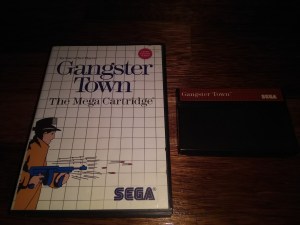 Gangster
Town
The Mega Cartridge
SEGA
Gangster Town
SEGA